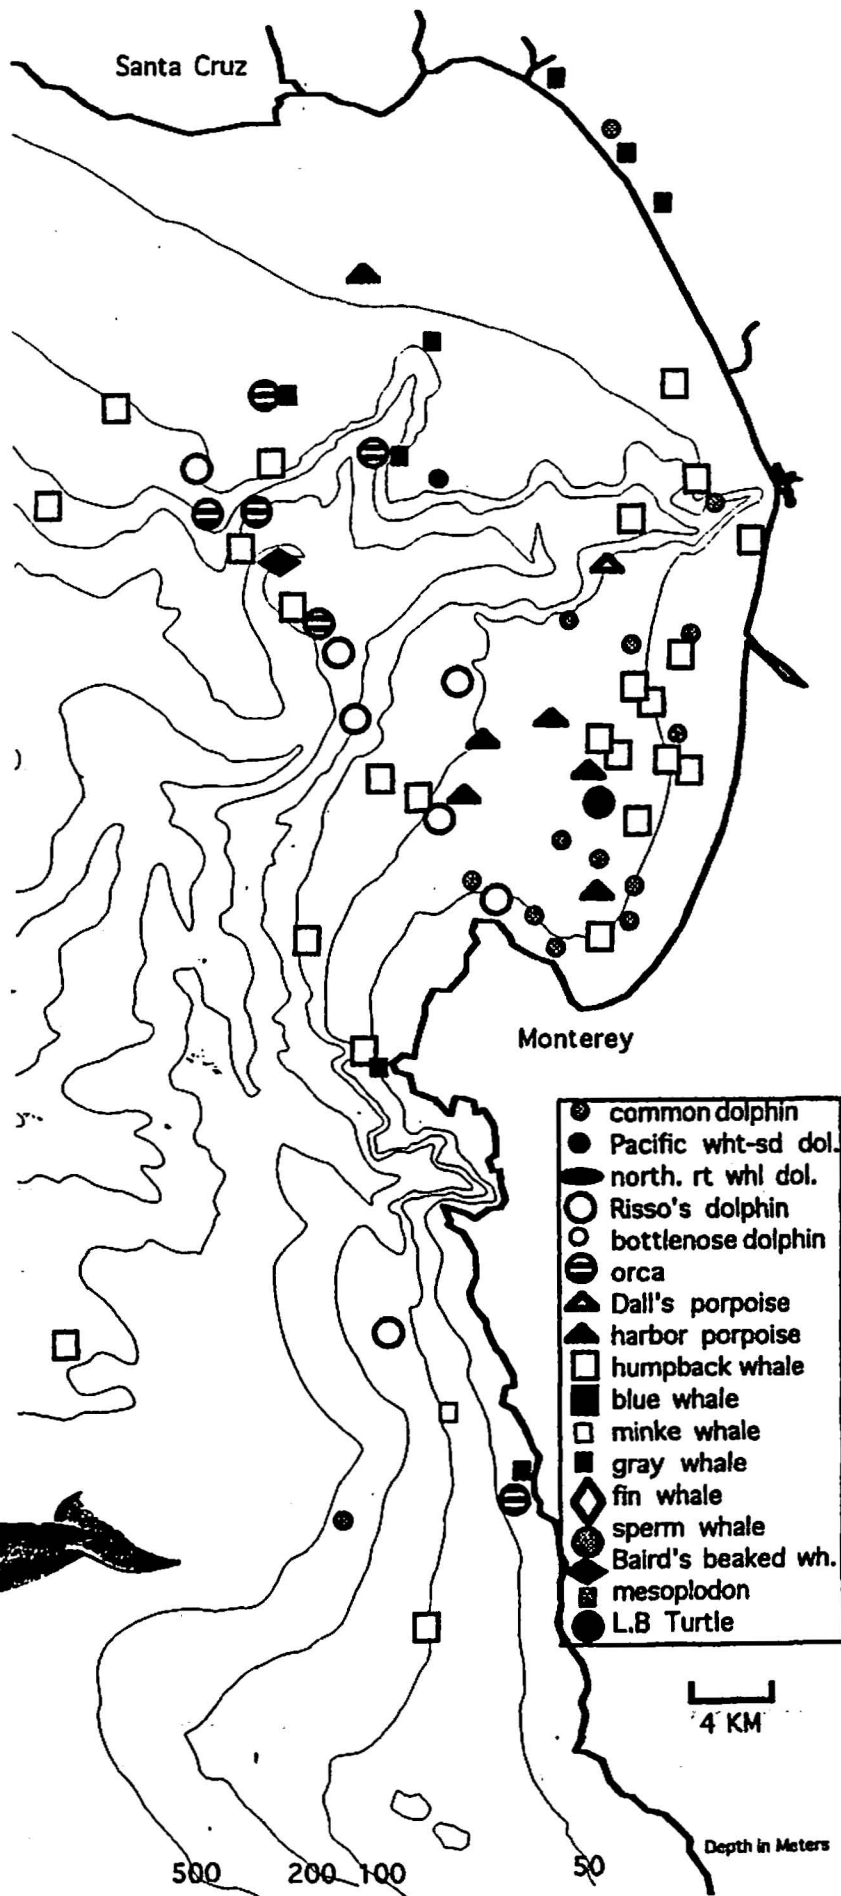 Santa Cruz
Monterey
common dolphin
Pacific wht-sd dol.
north. rt whl dol.
Risso's dolphin
bottlenose dolphin
orca
Dall's porpoise
harbor porpoise
humpback whale
blue whale
minke whale
gray whale
fin whale
sperm whale
Baird's beaked wh.
mesoplodon
L.B Turtle
4 KM
Depth in Meters
500 200 100 50